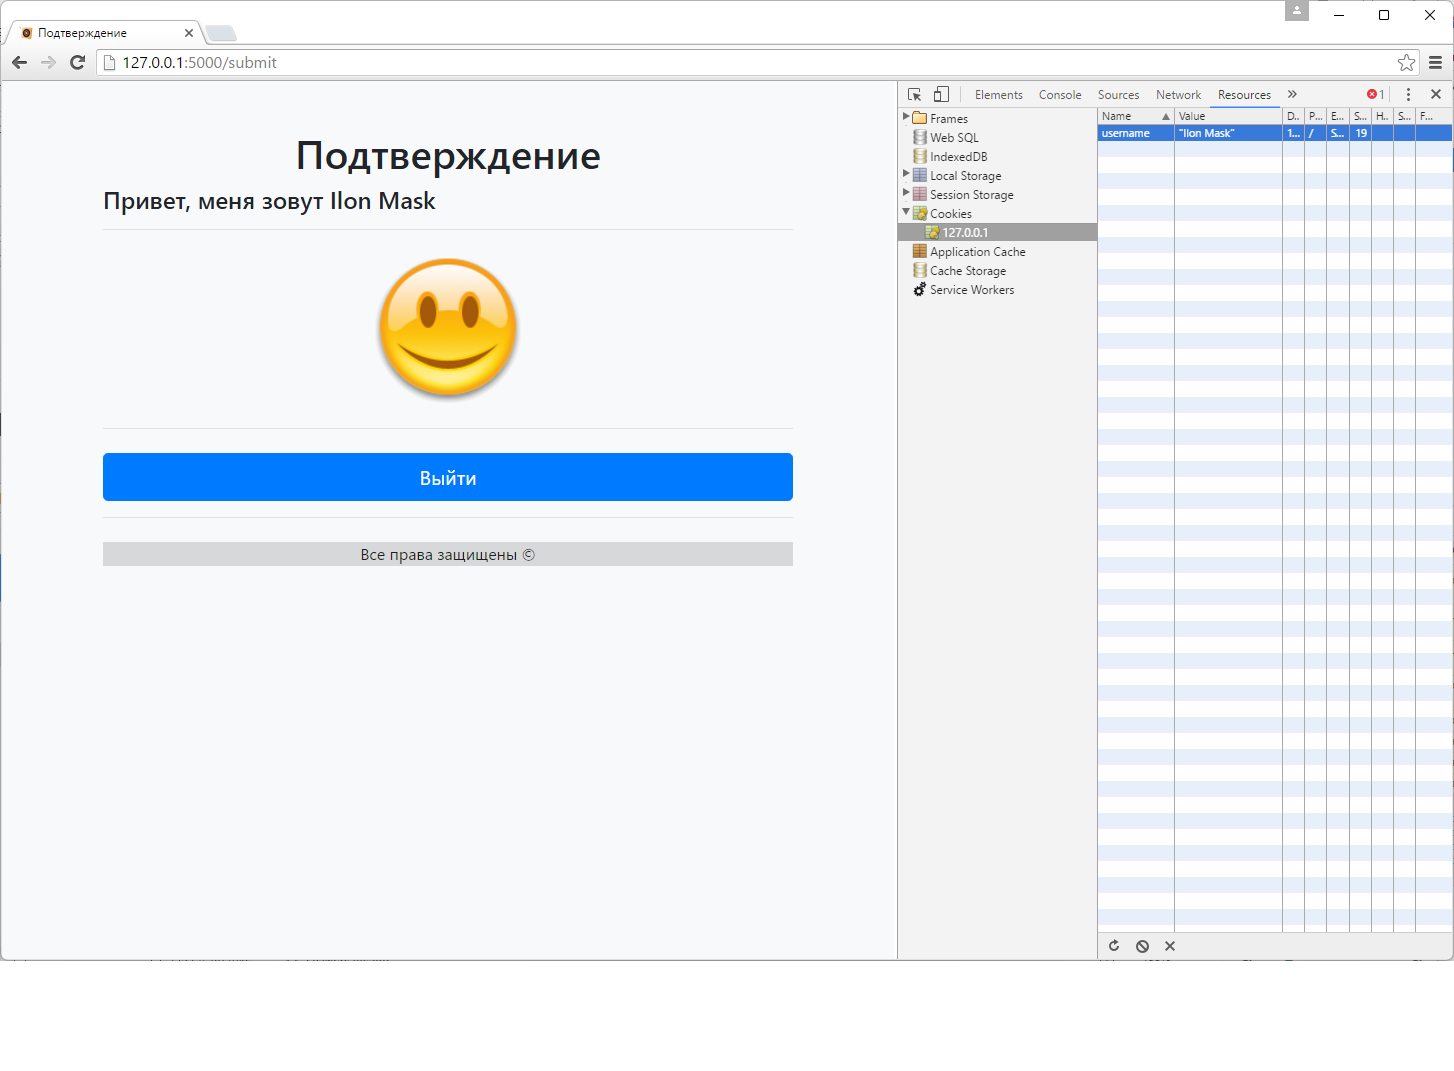 Подтверждение
127.0.0.1:5000/submit
Подтверждение
Привет, меня зовут Ilon Mask
Выйти
Все права защищены ©
Elements Console Sources Network Resources » 1
Frames
Web SQL
IndexedDB
Local Storage
Session Storage
Cookies
127.0.0.1
Application Cache
Cache Storage
Service Workers
Name Value D... P... E... S... H... S... F...
username "Ilon Mask" 1... / S... 19